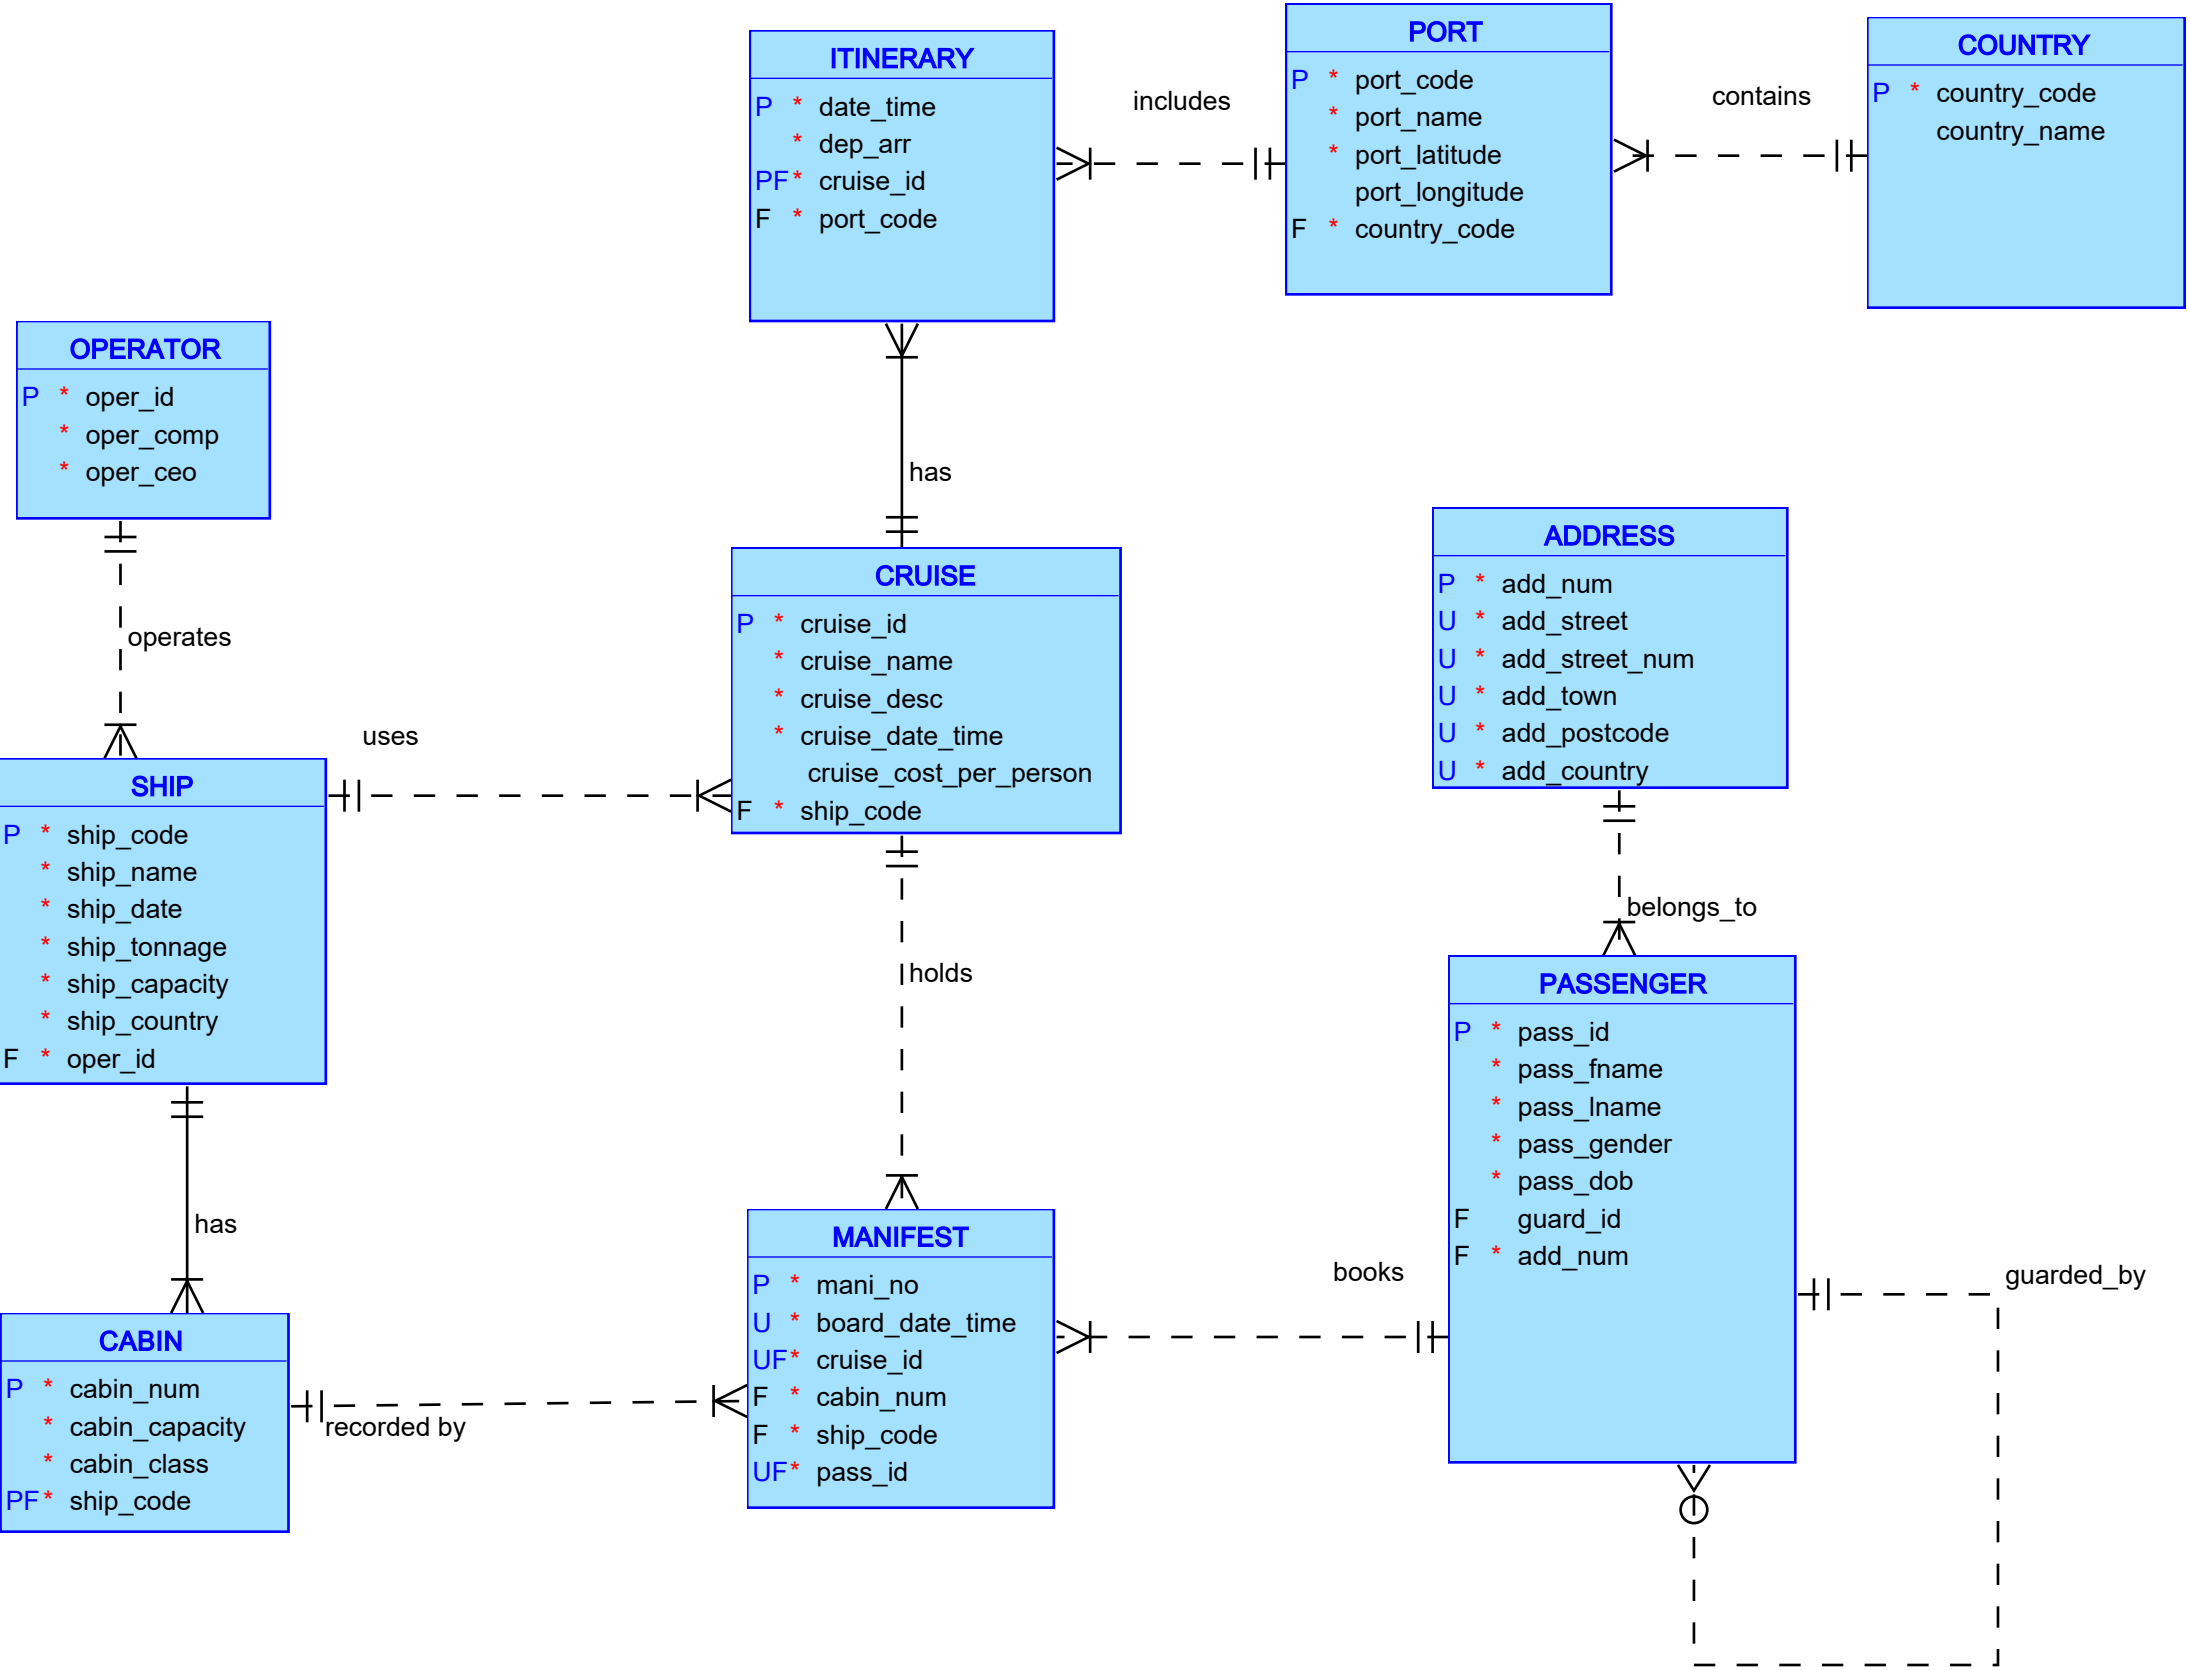 ITINERARY
P * date_time
* dep_arr
PF* cruise_id
F * port_code
includes
PORT
P * port_code
* port_name
* port_latitude
port_longitude
F * country_code
contains
COUNTRY
P * country_code
country_name
OPERATOR
P * oper_id
* oper_comp
* oper_ceo
operates
has
CRUISE
P * cruise_id
* cruise_name
* cruise_desc
* cruise_date_time
cruise_cost_per_person
F * ship_code
uses
SHIP
P * ship_code
* ship_name
* ship_date
* ship_tonnage
* ship_capacity
* ship_country
F * oper_id
ADDRESS
P * add_num
U * add_street
U * add_street_num
U * add_town
U * add_postcode
U * add_country
belongs_to
holds
PASSENGER
P * pass_id
* pass_fname
* pass_lname
* pass_gender
* pass_dob
F guard_id
F * add_num
guarded_by
has
CABIN
P * cabin_num
* cabin_capacity
* cabin_class
PF* ship_code
recorded by
MANIFEST
P * mani_no
U * board_date_time
UF* cruise_id
F * cabin_num
F * ship_code
UF* pass_id
books